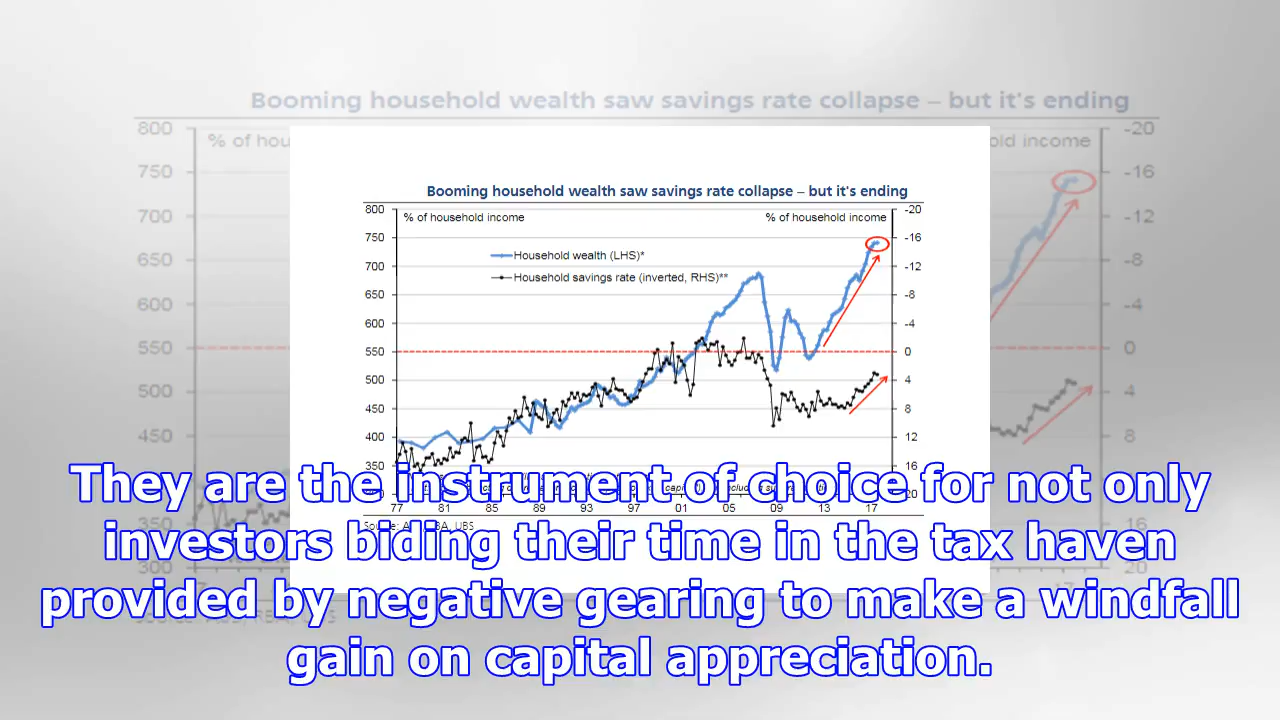 Booming household wealth saw savings rate collapse – but it's ending
800 -20
% of household income % of household income
750 -16
Household wealth (LHS)*
700 -12
Household savings rate (inverted, RHS)**
650 -8
600 -4
550 0
500 4
450 8
400 12
350 16
77 81 85 89 93 97 01 05 09 13 17
They are the instrument of choice for not only
investors biding their time in the tax haven
provided by negative gearing to make a windfall
gain on capital appreciation.